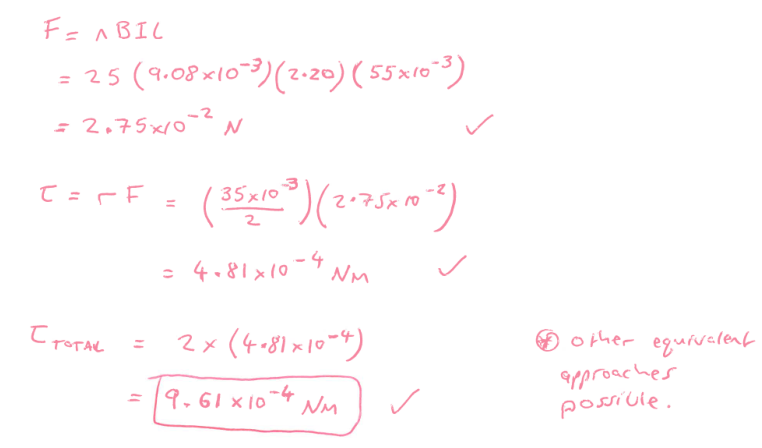 F = nBIL
= 25 (9.08×10⁻³)(2.20)(55×10⁻³)
= 2.75×10⁻² N ✓
τ = rF = (35×10⁻³/2)(2.75×10⁻²)
= 4.81×10⁻⁴ Nm ✓
τ TOTAL = 2 × (4.81×10⁻⁴)
= 9.61×10⁻⁴ Nm ✓
⊛ other equivalent
approaches
possible.